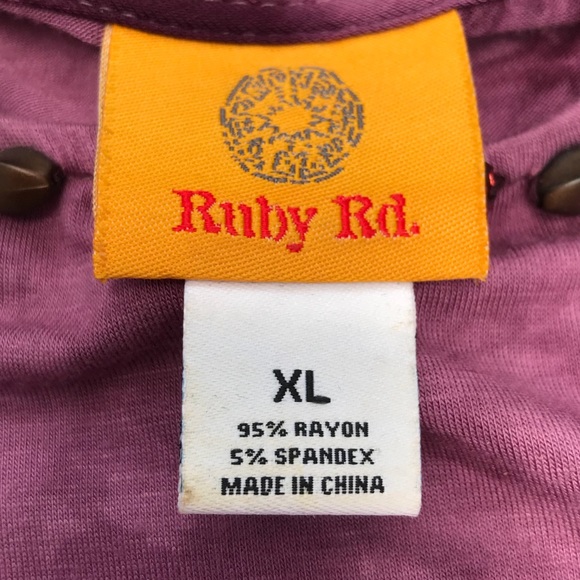 Ruby Rd.
XL
95% RAYON
5% SPANDEX
MADE IN CHINA